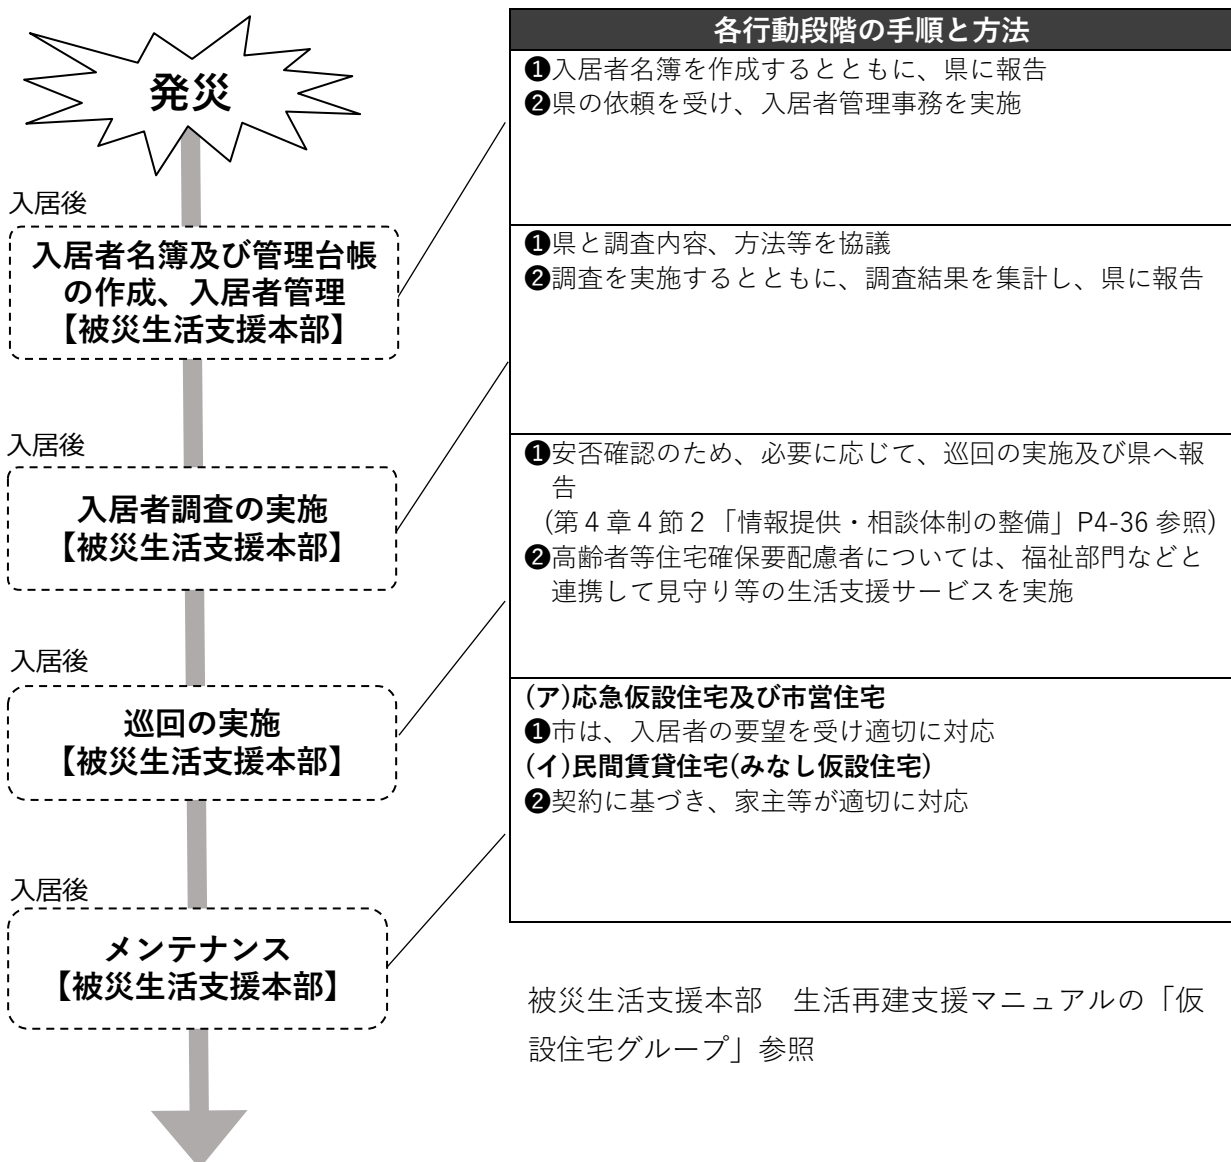 発災
入居後
入居者名簿及び管理台帳
の作成、入居者管理
【被災生活支援本部】
入居後
入居者調査の実施
【被災生活支援本部】
入居後
巡回の実施
【被災生活支援本部】
入居後
メンテナンス
【被災生活支援本部】
各行動段階の手順と方法
❶入居者名簿を作成するとともに、県に報告
❷県の依頼を受け、入居者管理事務を実施
❶県と調査内容、方法等を協議
❷調査を実施するとともに、調査結果を集計し、県に報告
❶安否確認のため、必要に応じて、巡回の実施及び県へ報
告
(第４章４節２「情報提供・相談体制の整備」P4-36 参照)
❷高齢者等住宅確保要配慮者については、福祉部門などと
連携して見守り等の生活支援サービスを実施
(ア)応急仮設住宅及び市営住宅
❶市は、入居者の要望を受け適切に対応
(イ)民間賃貸住宅(みなし仮設住宅)
❷契約に基づき、家主等が適切に対応
被災生活支援本部　生活再建支援マニュアルの「仮
設住宅グループ」参照